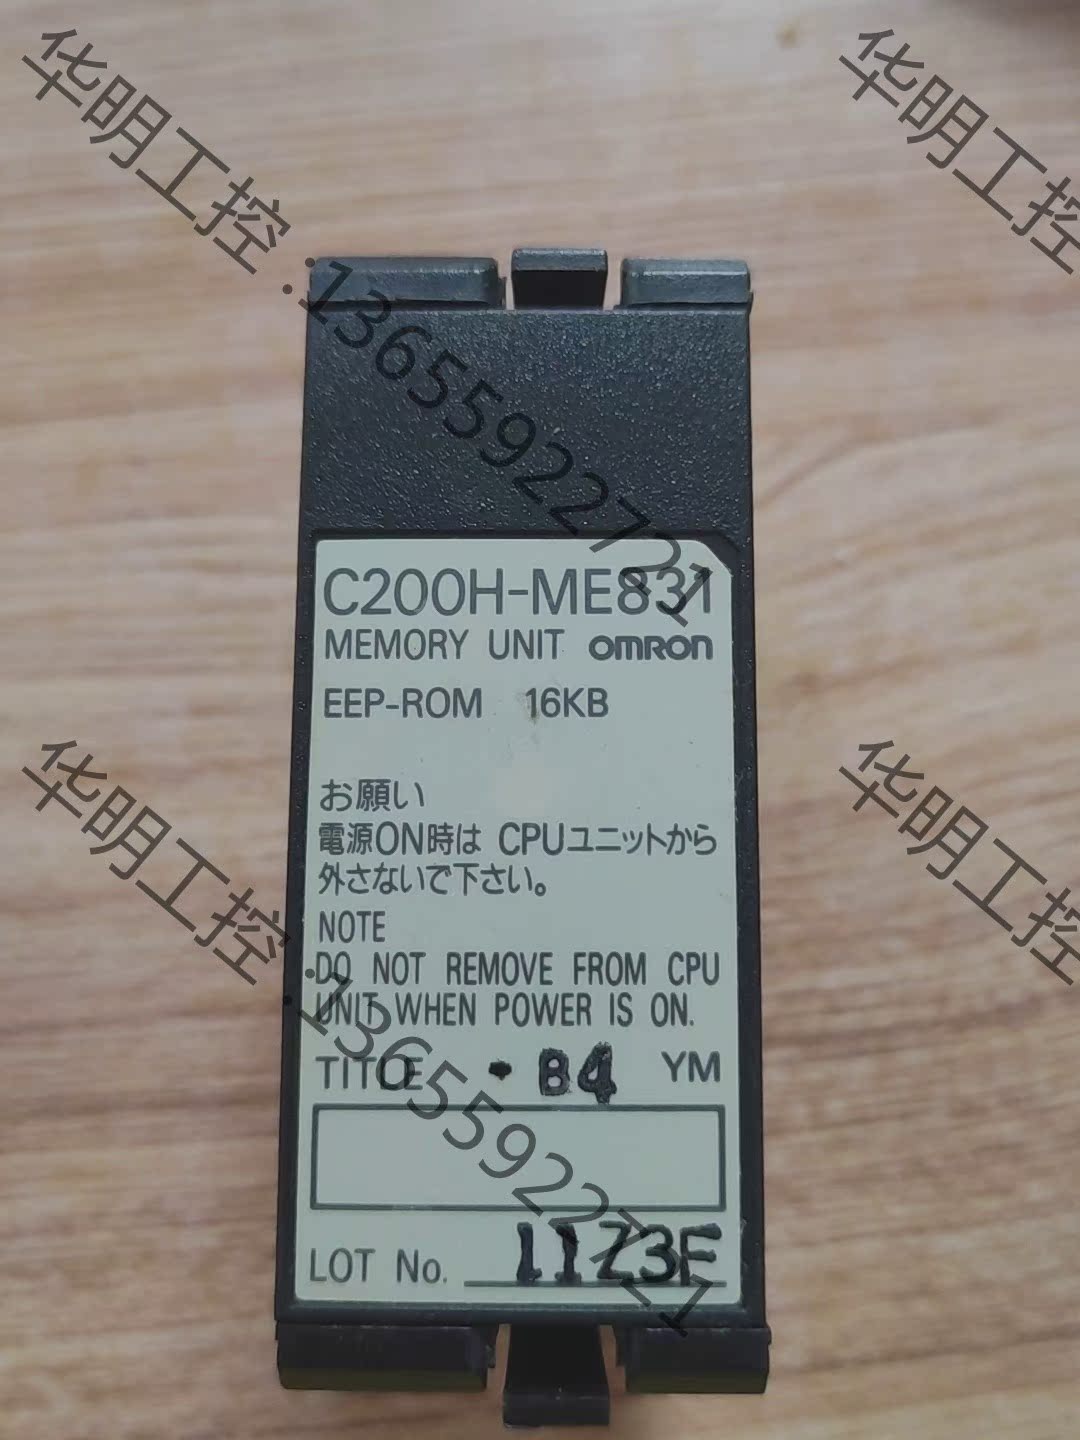 华明工控
.13655922721
华明工控
C200H-ME831
MEMORY UNIT OMRON
EEP-ROM 16KB
お願い
電源ON時は CPUユニットから
外さないで下さい。
NOTE
DO NOT REMOVE FROM CPU
UNIT WHEN POWER IS ON.
TITLE • B4 YM
LOT No. 11Z3F
华明工控
.13655922721
华明工控